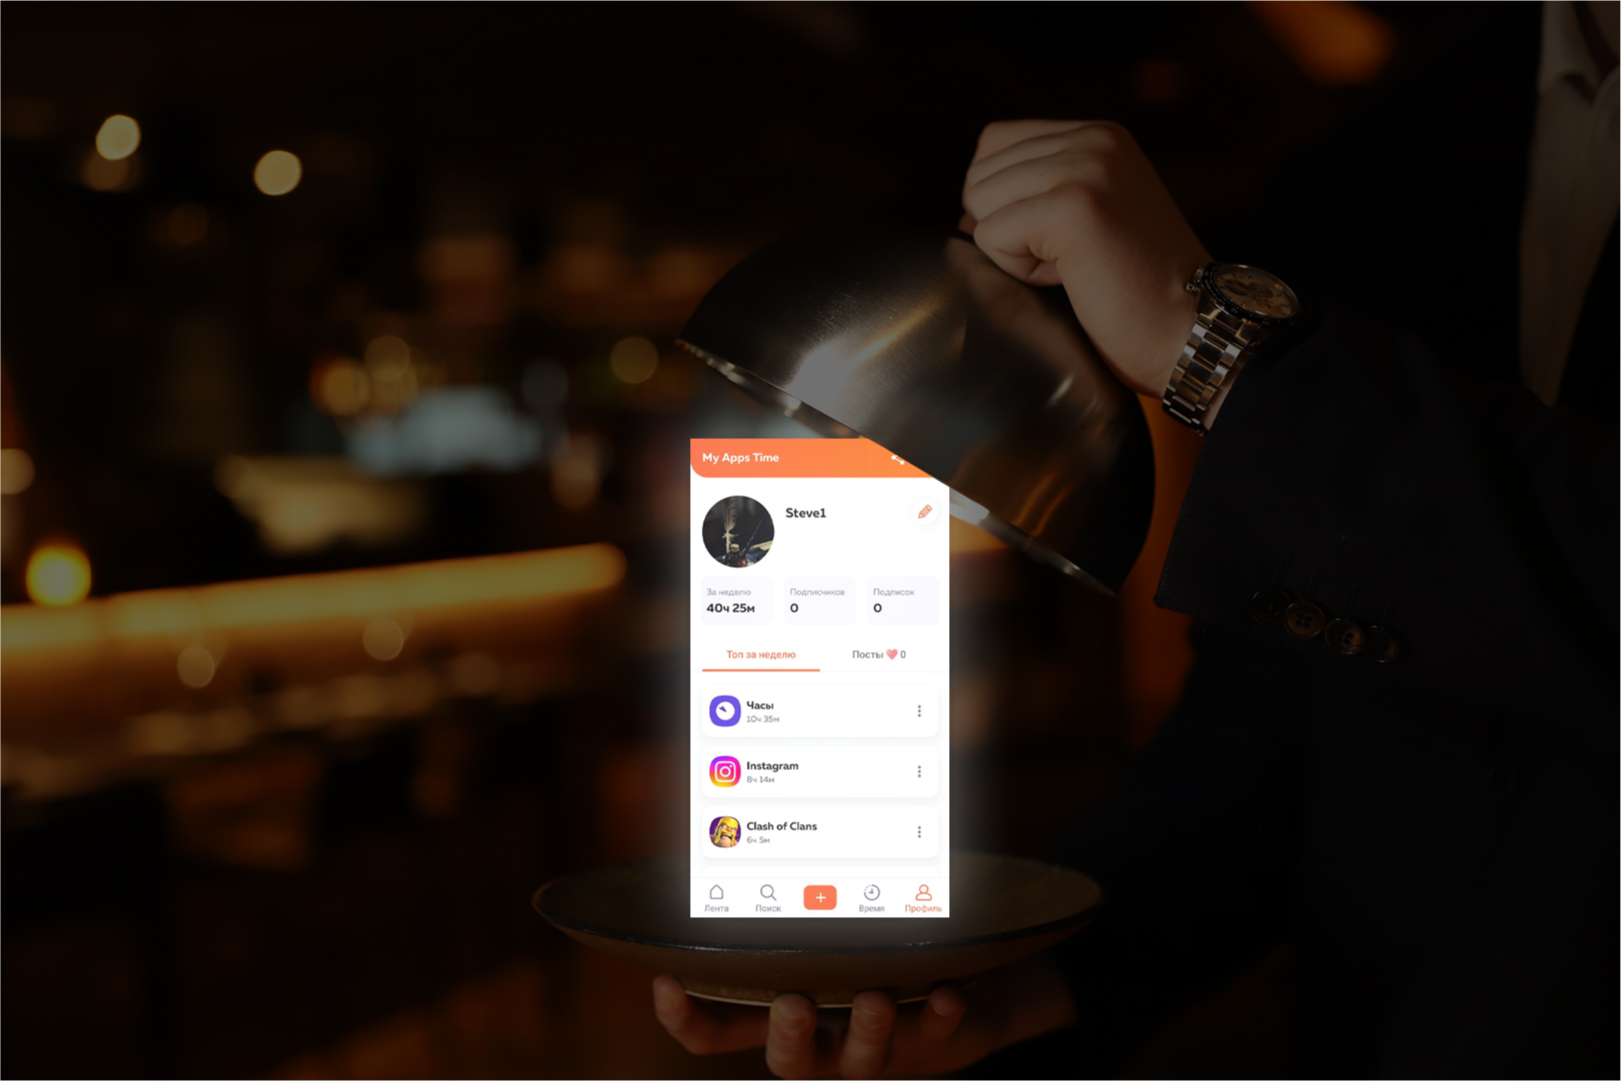 My Apps Time
Steve1
За неделю
40ч 25м
Подписчиков
0
Подписок
0
Топ за неделю
Посты ❤️ 0
Часы
10ч 35м
Instagram
8ч 14м
Clash of Clans
6ч 5м
Лента
Поиск
Время
Профиль